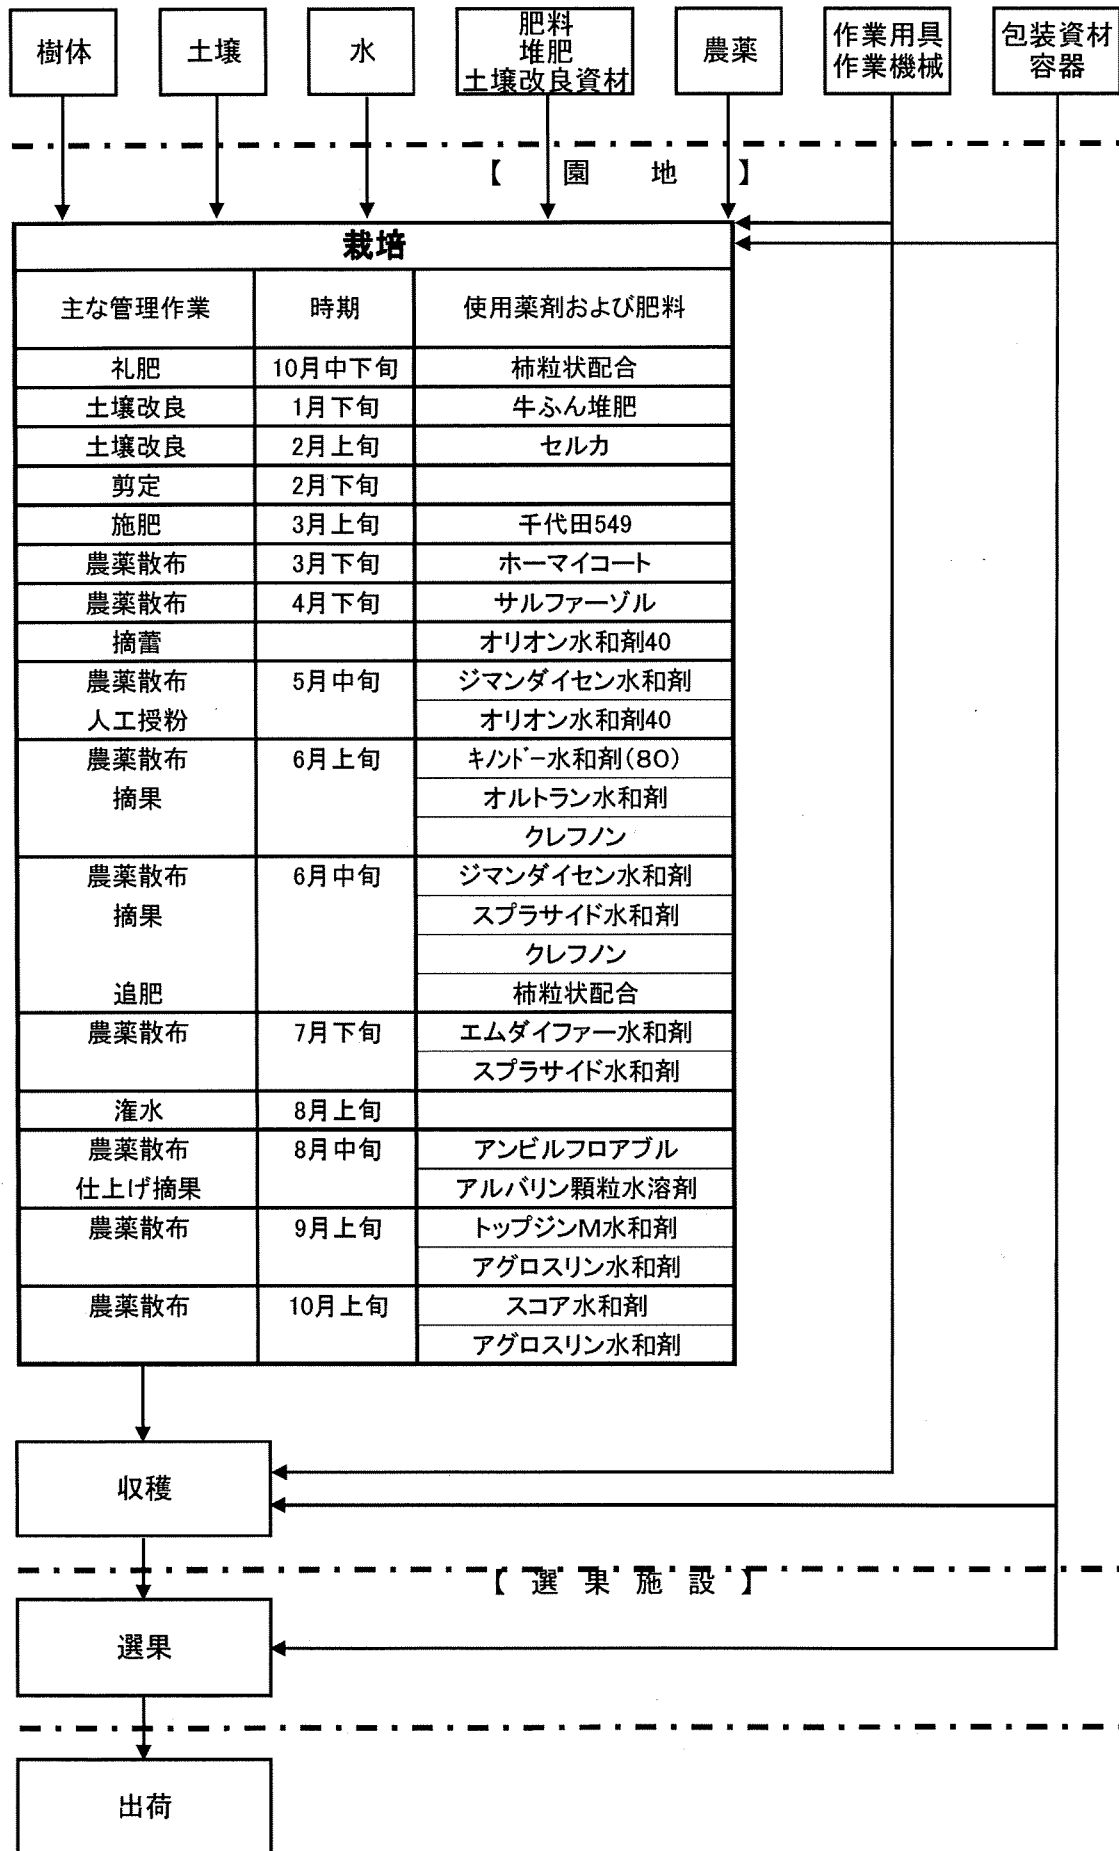 樹体
土壌
水
肥料
堆肥
土壌改良資材
農薬
作業用具
作業機械
包装資材
容器
【 園 地 】
栽培
主な管理作業 時期 使用薬剤および肥料
礼肥 10月中下旬 柿粒状配合
土壌改良 1月下旬 牛ふん堆肥
土壌改良 2月上旬 セルカ
剪定 2月下旬
施肥 3月上旬 千代田549
農薬散布 3月下旬 ホーマイコート
農薬散布 4月下旬 サルファーゾル
摘蕾 オリオン水和剤40
農薬散布 5月中旬 ジマンダイセン水和剤
人工授粉 オリオン水和剤40
農薬散布 6月上旬 キノンドー水和剤(80)
摘果 オルトラン水和剤
クレフノン
農薬散布 6月中旬 ジマンダイセン水和剤
摘果 スプラサイド水和剤
クレフノン
追肥 柿粒状配合
農薬散布 7月下旬 エムダイファー水和剤
スプラサイド水和剤
潅水 8月上旬
農薬散布 8月中旬 アンビルフロアブル
仕上げ摘果 アルバリン顆粒水溶剤
農薬散布 9月上旬 トップジンM水和剤
アグロスリン水和剤
農薬散布 10月上旬 スコア水和剤
アグロスリン水和剤
収穫
【 選 果 施 設 】
選果
出荷